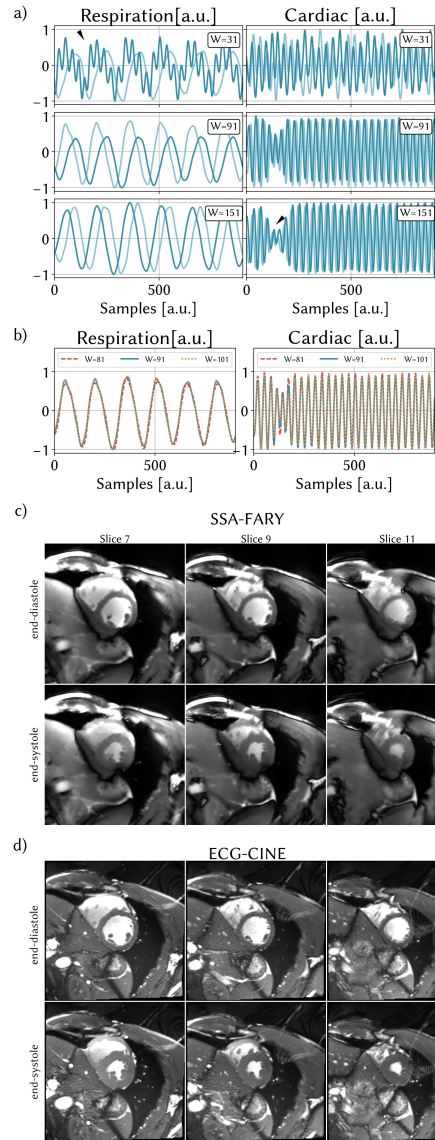 a)
Respiration[a.u.] Cardiac [a.u.]
1
0
−1
W=31 W=31
1
0
−1
W=91 W=91
1
0
−1
W=151 W=151
0 500 0 500
Samples [a.u.] Samples [a.u.]
b)
Respiration[a.u.] Cardiac [a.u.]
W=81 W=91 W=101 W=81 W=91 W=101
1 1
0 0
−1 −1
0 500 0 500
Samples [a.u.] Samples [a.u.]
c)
SSA-FARY
Slice 7 Slice 9 Slice 11
end-diastole
end-systole
d)
ECG-CINE
end-diastole
end-systole